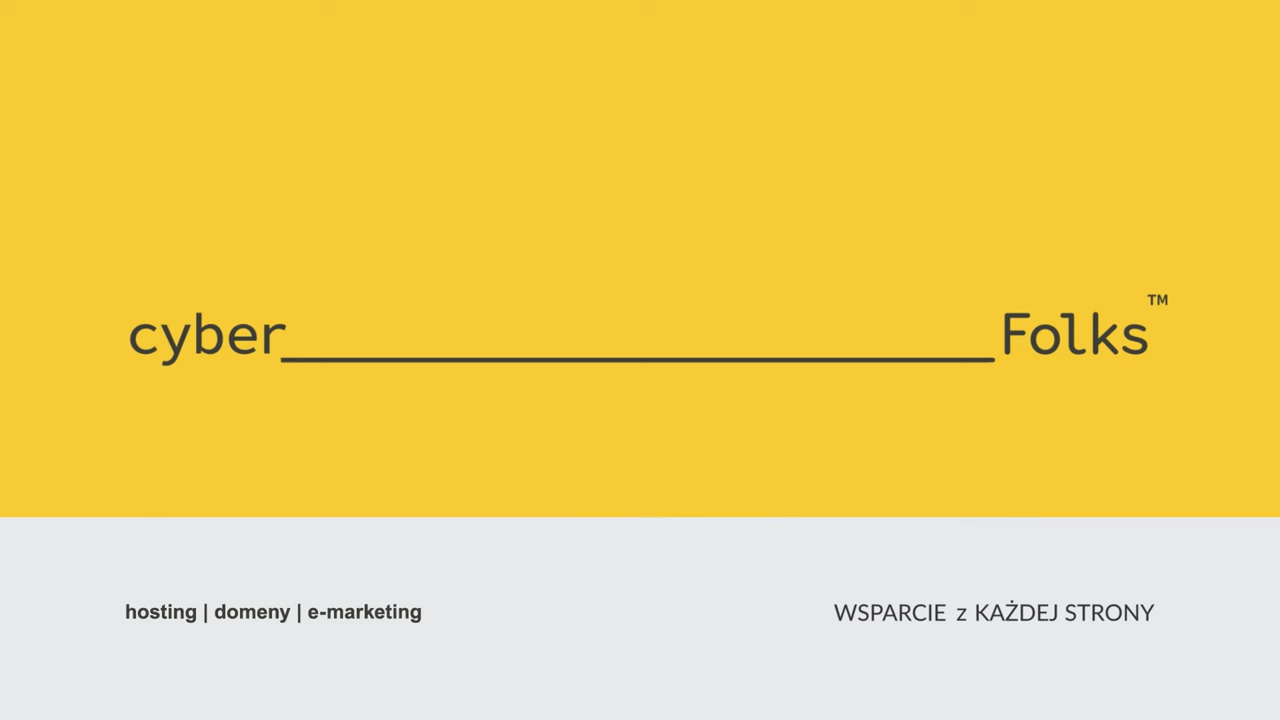 cyber_Folks™
hosting | domeny | e-marketing
WSPARCIE z KAŻDEJ STRONY